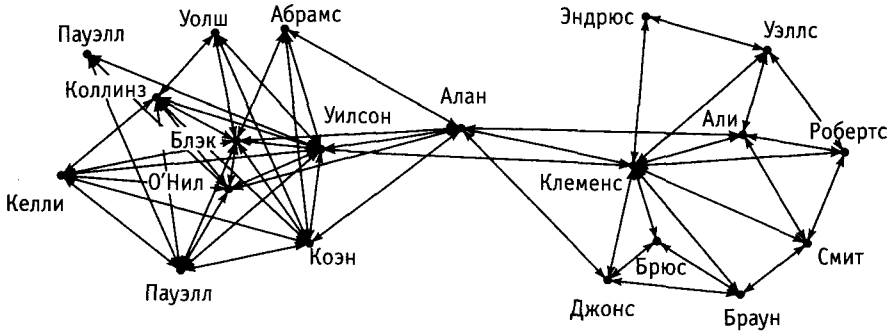 Уолш
Абрамс
Эндрюс
Пауэлл
Уэллс
Коллинз
Уилсон
Алан
Али
Робертс
Блэк
О'Нил
Клеменс
Келли
Коэн
Брюс
Смит
Пауэлл
Джонс
Браун